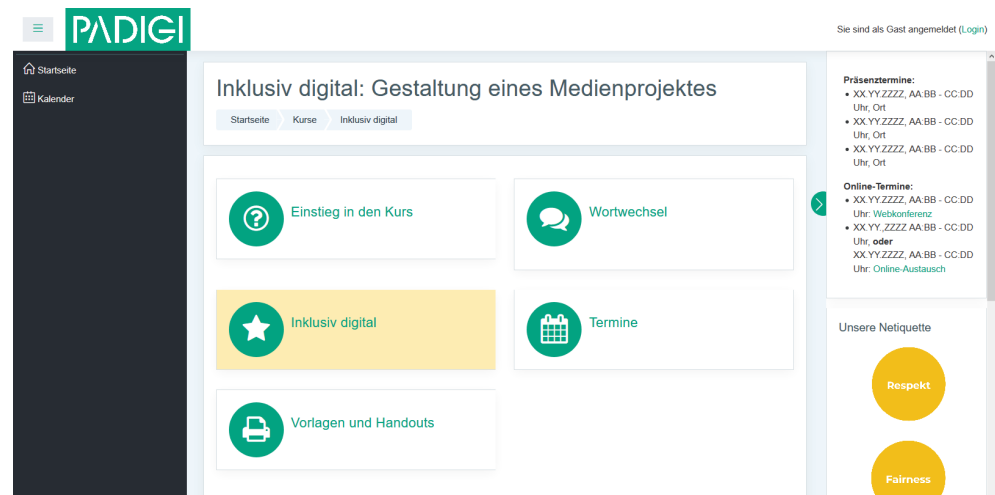 PADIGI
Sie sind als Gast angemeldet (Login)
Startseite
Kalender
Inklusiv digital: Gestaltung eines Medienprojektes
Startseite
Kurse
Inklusiv digital
Einstieg in den Kurs
Wortwechsel
Inklusiv digital
Termine
Vorlagen und Handouts
Präsenztermine:
• XX.YY.ZZZZ, AA:BB - CC:DD
Uhr, Ort
• XX.YY.ZZZZ, AA:BB - CC:DD
Uhr, Ort
• XX.YY.ZZZZ, AA:BB - CC:DD
Uhr, Ort
Online-Termine:
• XX.YY.ZZZZ, AA:BB - CC:DD
Uhr: Webkonferenz
• XX.YY.,ZZZZ AA:BB - CC:DD
Uhr, oder
XX.YY.ZZZZ, AA:BB - CC:DD
Uhr: Online-Austausch
Unsere Netiquette
Respekt
Fairness